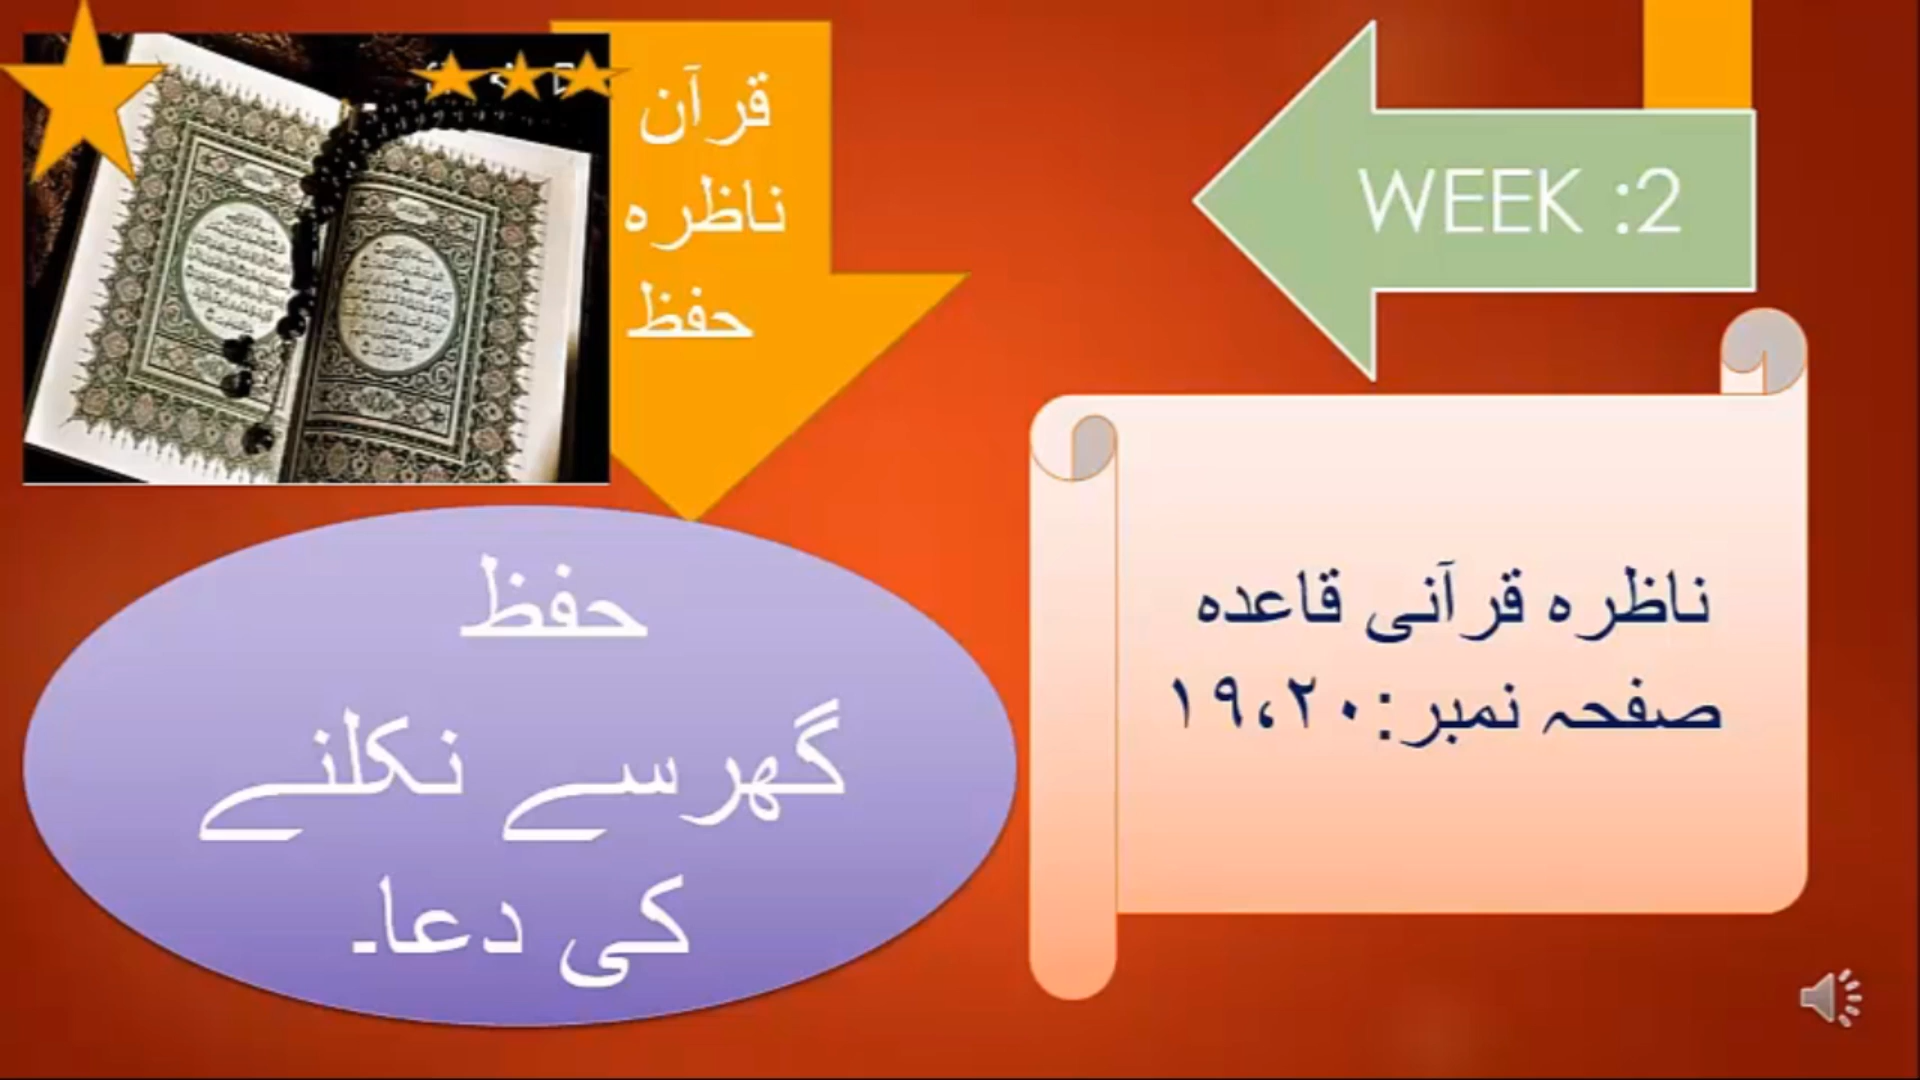 WEEK :2
قرآن
ناظرہ
حفظ
ناظرہ قرآنی قاعدہ
صفحہ نمبر:۱۹،۲۰
حفظ
گھرسے نکلنے
کی دعا۔